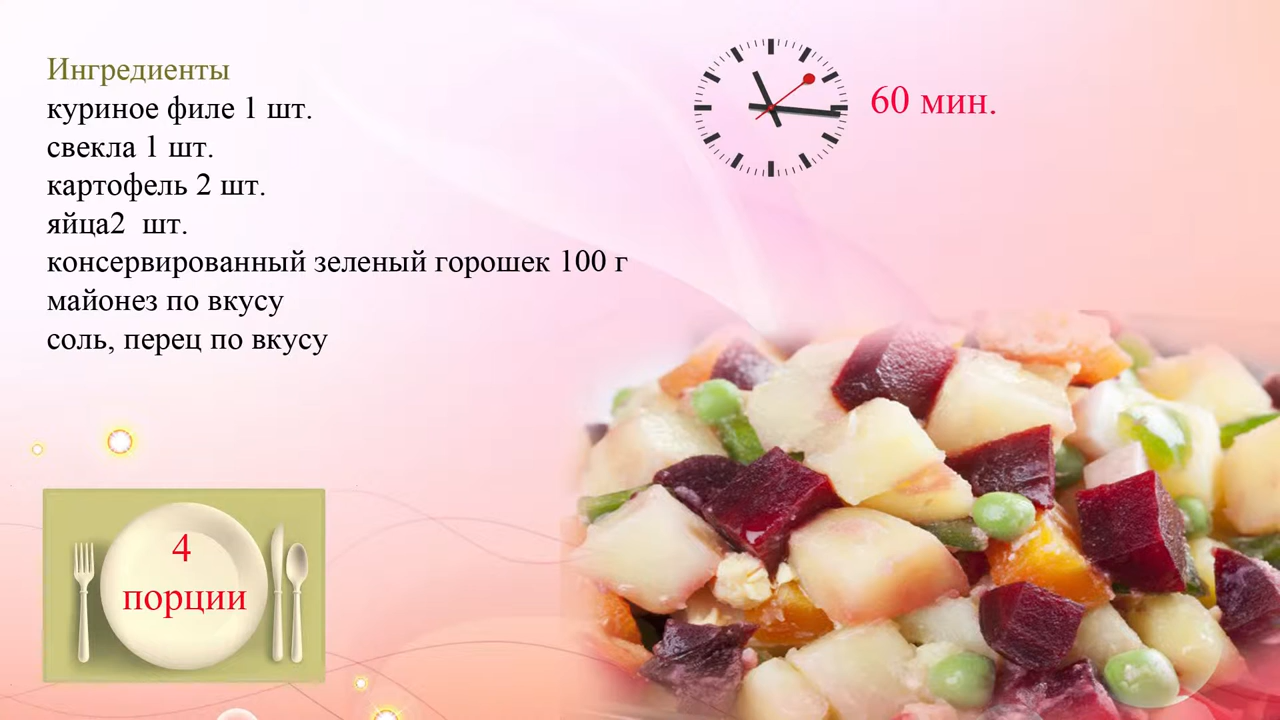 Ингредиенты
куриное филе 1 шт.
свекла 1 шт.
картофель 2 шт.
яйца2  шт.
консервированный зеленый горошек 100 г
майонез по вкусу
соль, перец по вкусу
60 мин.
4
порции